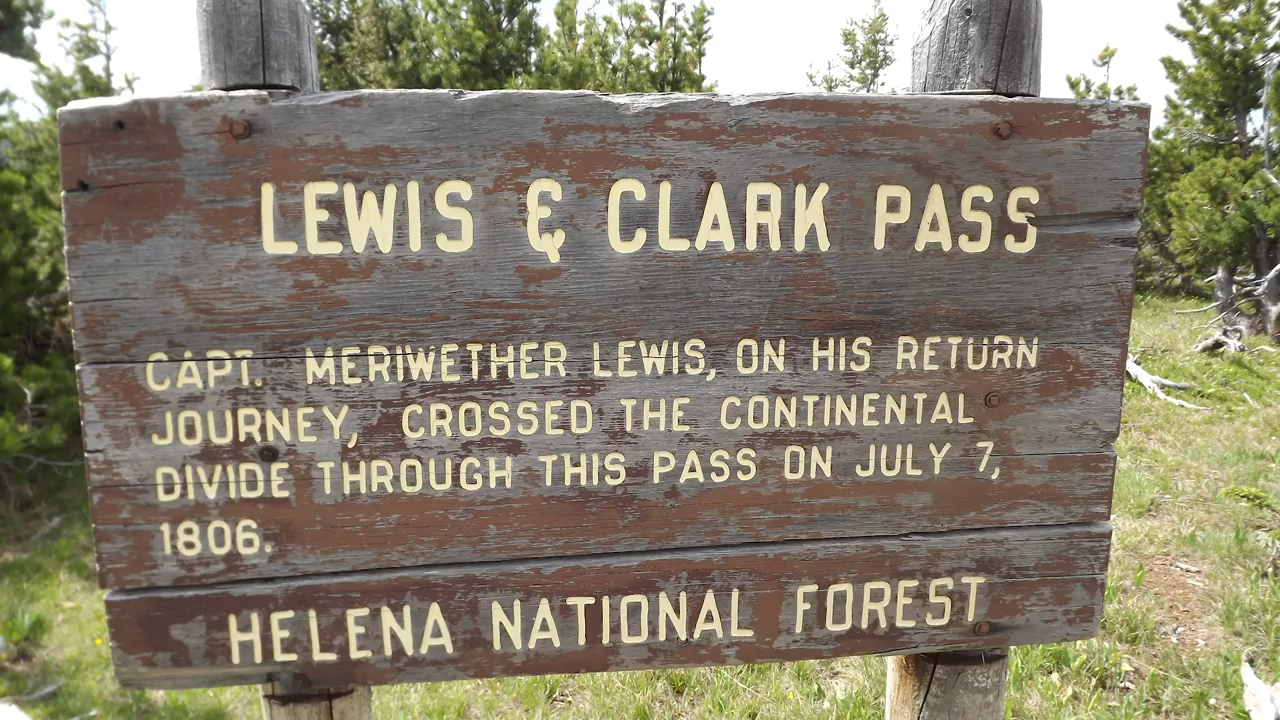 LEWIS & CLARK PASS
CAPT. MERIWETHER LEWIS, ON HIS RETURN
JOURNEY, CROSSED THE CONTINENTAL
DIVIDE THROUGH THIS PASS ON JULY 7,
1806.
HELENA NATIONAL FOREST